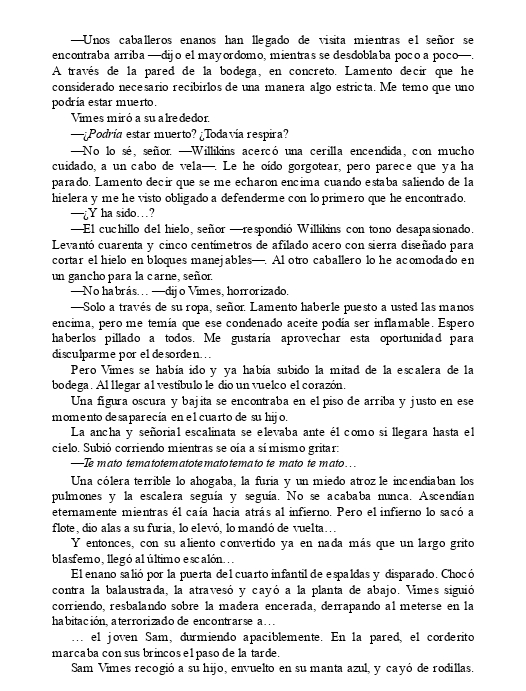 —Unos caballeros enanos han llegado de visita mientras el señor se
encontraba arriba —dijo el mayordomo, mientras se desdoblaba poco a poco—.
A través de la pared de la bodega, en concreto. Lamento decir que he
considerado necesario recibirlos de una manera algo estricta. Me temo que uno
podría estar muerto.
Vimes miró a su alrededor.
—¿Podría estar muerto? ¿Todavía respira?
—No lo sé, señor. —Willikins acercó una cerilla encendida, con mucho
cuidado, a un cabo de vela—. Le he oído gorgotear, pero parece que ya ha
parado. Lamento decir que se me echaron encima cuando estaba saliendo de la
hielera y me he visto obligado a defenderme con lo primero que he encontrado.
—¿Y ha sido…?
—El cuchillo del hielo, señor —respondió Willikins con tono desapasionado.
Levantó cuarenta y cinco centímetros de afilado acero con sierra diseñado para
cortar el hielo en bloques manejables—. Al otro caballero lo he acomodado en
un gancho para la carne, señor.
—No habrás… —dijo Vimes, horrorizado.
—Solo a través de su ropa, señor. Lamento haberle puesto a usted las manos
encima, pero me temía que ese condenado aceite podía ser inflamable. Espero
haberlos pillado a todos. Me gustaría aprovechar esta oportunidad para
disculparme por el desorden…
Pero Vimes se había ido y ya había subido la mitad de la escalera de la
bodega. Al llegar al vestíbulo le dio un vuelco el corazón.
Una figura oscura y bajita se encontraba en el piso de arriba y justo en ese
momento desaparecía en el cuarto de su hijo.
La ancha y señorial escalinata se elevaba ante él como si llegara hasta el
cielo. Subió corriendo mientras se oía a sí mismo gritar:
—Te mato tematotematotematotemato te mato te mato…
Una cólera terrible lo ahogaba, la furia y un miedo atroz le incendiaban los
pulmones y la escalera seguía y seguía. No se acababa nunca. Ascendían
eternamente mientras él caía hacia atrás al infierno. Pero el infierno lo sacó a
flote, dio alas a su furia, lo elevó, lo mandó de vuelta…
Y entonces, con su aliento convertido ya en nada más que un largo grito
blasfemo, llegó al último escalón…
El enano salió por la puerta del cuarto infantil de espaldas y disparado. Chocó
contra la balaustrada, la atravesó y cayó a la planta de abajo. Vimes siguió
corriendo, resbalando sobre la madera encerada, derrapando al meterse en la
habitación, aterrorizado de encontrarse a…
… el joven Sam, durmiendo apaciblemente. En la pared, el corderito
marcaba con sus brincos el paso de la tarde.
Sam Vimes recogió a su hijo, envuelto en su manta azul, y cayó de rodillas.